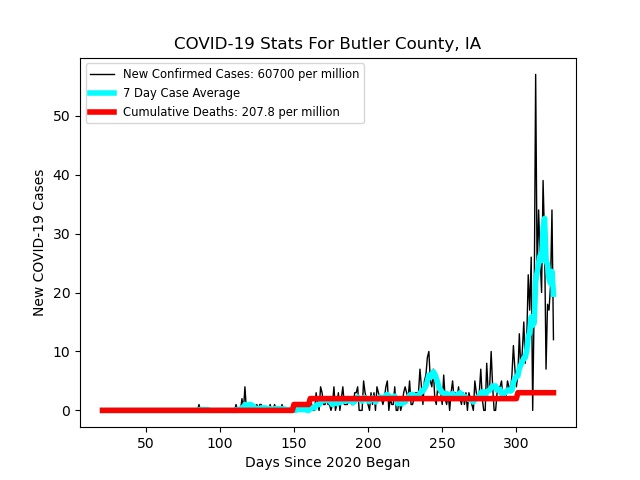 COVID-19 Stats For Butler County, IA
New Confirmed Cases: 60700 per million
7 Day Case Average
Cumulative Deaths: 207.8 per million
New COVID-19 Cases
50
40
30
20
10
0
50 100 150 200 250 300
Days Since 2020 Began